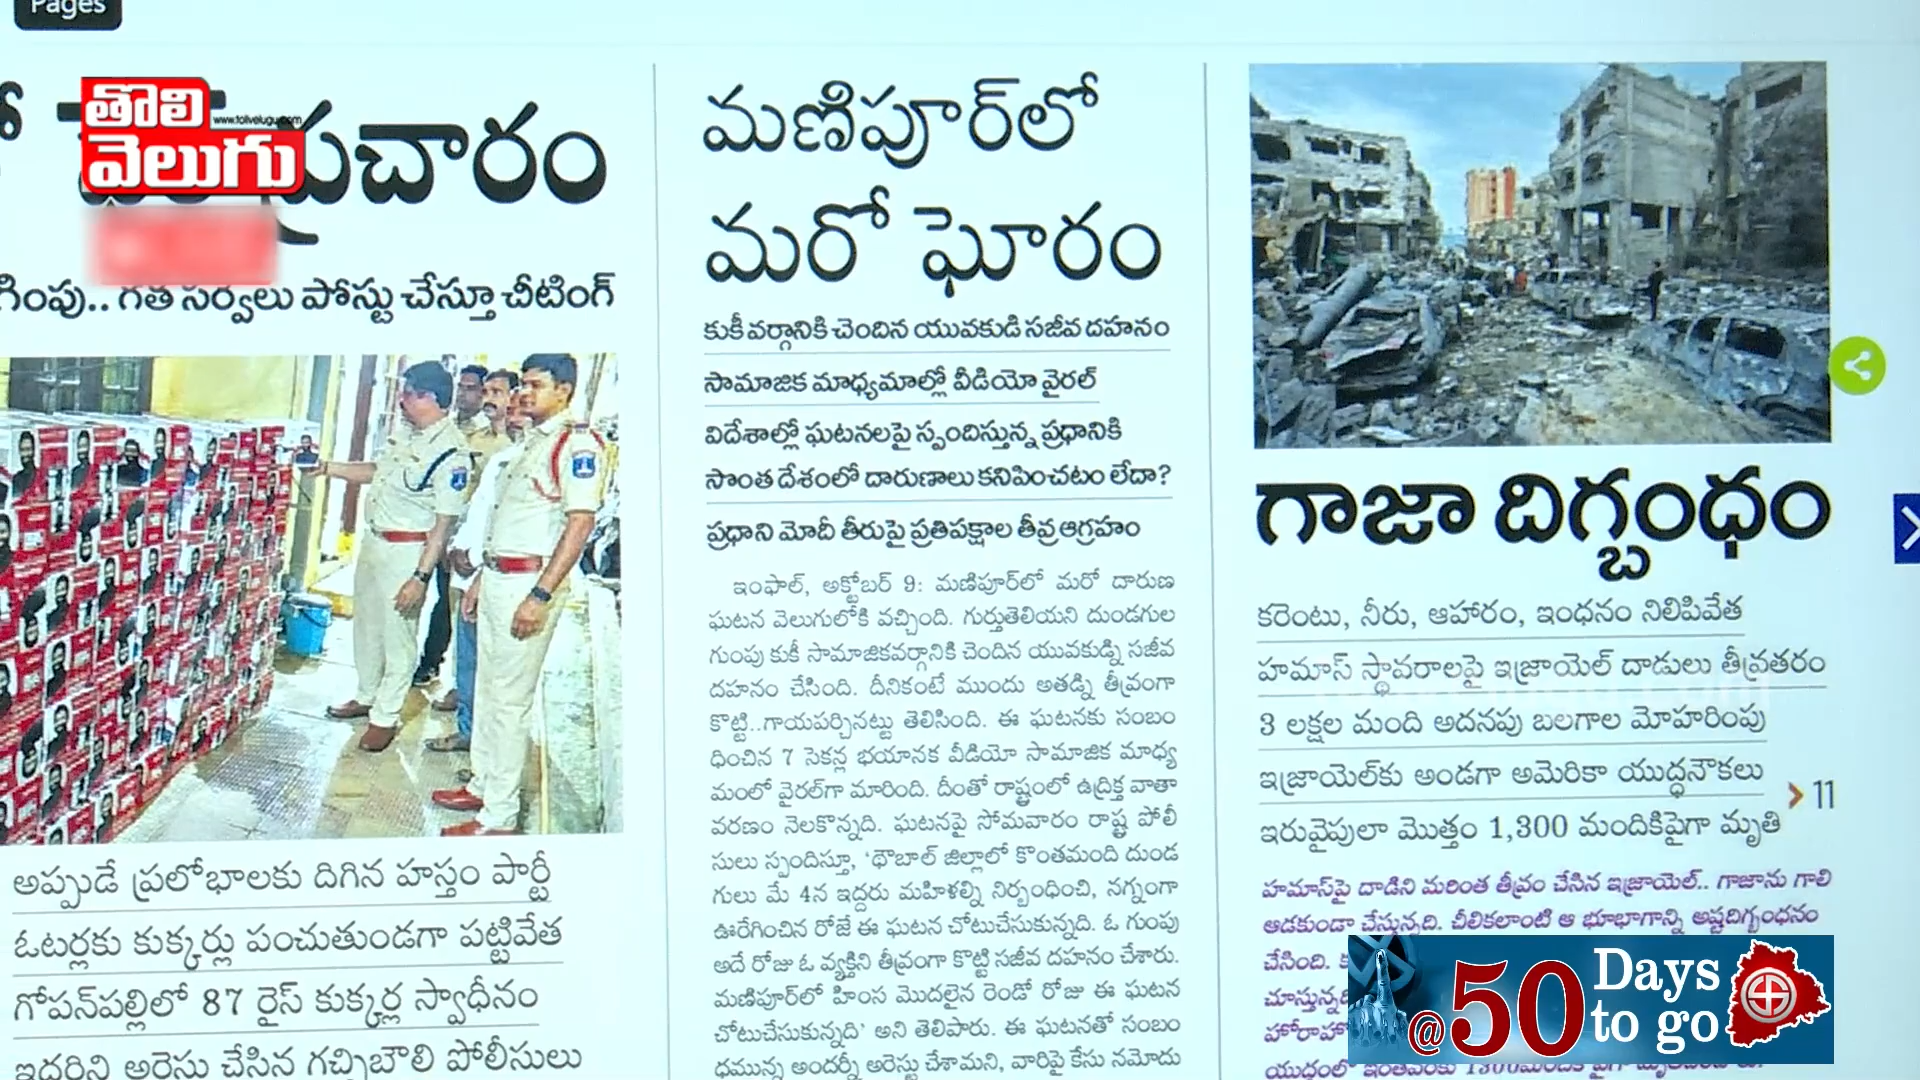 Pages
తొలి
వెలుగు
www.tolivelugu.com
ప్రచారం
గింపు.. గత సర్వేలు పోస్టు చేస్తూ చీటింగ్
అప్పుడే ప్రలోభాలకు దిగిన హస్తం పార్టీ
ఓటర్లకు కుక్కర్లు పంచుతుండగా పట్టివేత
గోపన్‌పల్లిలో 87 రైస్ కుక్కర్ల స్వాధీనం
ఇద్దరిని అరెస్టు చేసిన గచ్చిబౌలి పోలీసులు
మణిపూర్‌లో
మరో ఘోరం
కుకీ వర్గానికి చెందిన యువకుడి సజీవ దహనం
సామాజిక మాధ్యమాల్లో వీడియో వైరల్
విదేశాల్లో ఘటనలపై స్పందిస్తున్న ప్రధానికి
సొంత దేశంలో దారుణాలు కనిపించటం లేదా?
ప్రధాని మోదీ తీరుపై ప్రతిపక్షాల తీవ్ర ఆగ్రహం
ఇంఫాల్, అక్టోబర్ 9: మణిపూర్‌లో మరో దారుణ
ఘటన వెలుగులోకి వచ్చింది. గుర్తుతెలియని దుండగుల
గుంపు కుకీ సామాజికవర్గానికి చెందిన యువకుడ్ని సజీవ
దహనం చేసింది. దీనికంటే ముందు అతడ్ని తీవ్రంగా
కొట్టి..గాయపర్చినట్టు తెలిసింది. ఈ ఘటనకు సంబం
ధించిన 7 సెకన్ల భయానక వీడియో సామాజిక మాధ్య
మంలో వైరల్‌గా మారింది. దీంతో రాష్ట్రంలో ఉద్రిక్త వాతా
వరణం నెలకొన్నది. ఘటనపై సోమవారం రాష్ట్ర పోలీ
సులు స్పందిస్తూ, ‘థౌబాల్ జిల్లాలో కొంతమంది దుండ
గులు మే 4న ఇద్దరు మహిళల్ని నిర్బంధించి, నగ్నంగా
ఊరేగించిన రోజే ఈ ఘటన చోటుచేసుకున్నది. ఓ గుంపు
అదే రోజు ఓ వ్యక్తిని తీవ్రంగా కొట్టి సజీవ దహనం చేశారు.
మణిపూర్‌లో హింస మొదలైన రెండో రోజు ఈ ఘటన
చోటుచేసుకున్నది’ అని తెలిపారు. ఈ ఘటనతో సంబం
ధమున్న అందర్నీ అరెస్టు చేశామని, వారిపై కేసు నమోదు
గాజా దిగ్బంధం
కరెంటు, నీరు, ఆహారం, ఇంధనం నిలిపివేత
హమాస్ స్థావరాలపై ఇజ్రాయెల్ దాడులు తీవ్రతరం
3 లక్షల మంది అదనపు బలగాల మోహరింపు
ఇజ్రాయెల్‌కు అండగా అమెరికా యుద్ధనౌకలు
ఇరువైపులా మొత్తం 1,300 మందికిపైగా మృతి
11
హమాస్‌పై దాడిని మరింత తీవ్రం చేసిన ఇజ్రాయెల్.. గాజాను గాలి
ఆడకుండా చేస్తున్నది. చీలికలాంటి ఆ భూభాగాన్ని అష్టదిగ్బంధనం
చేసింది.
@50 Days to go